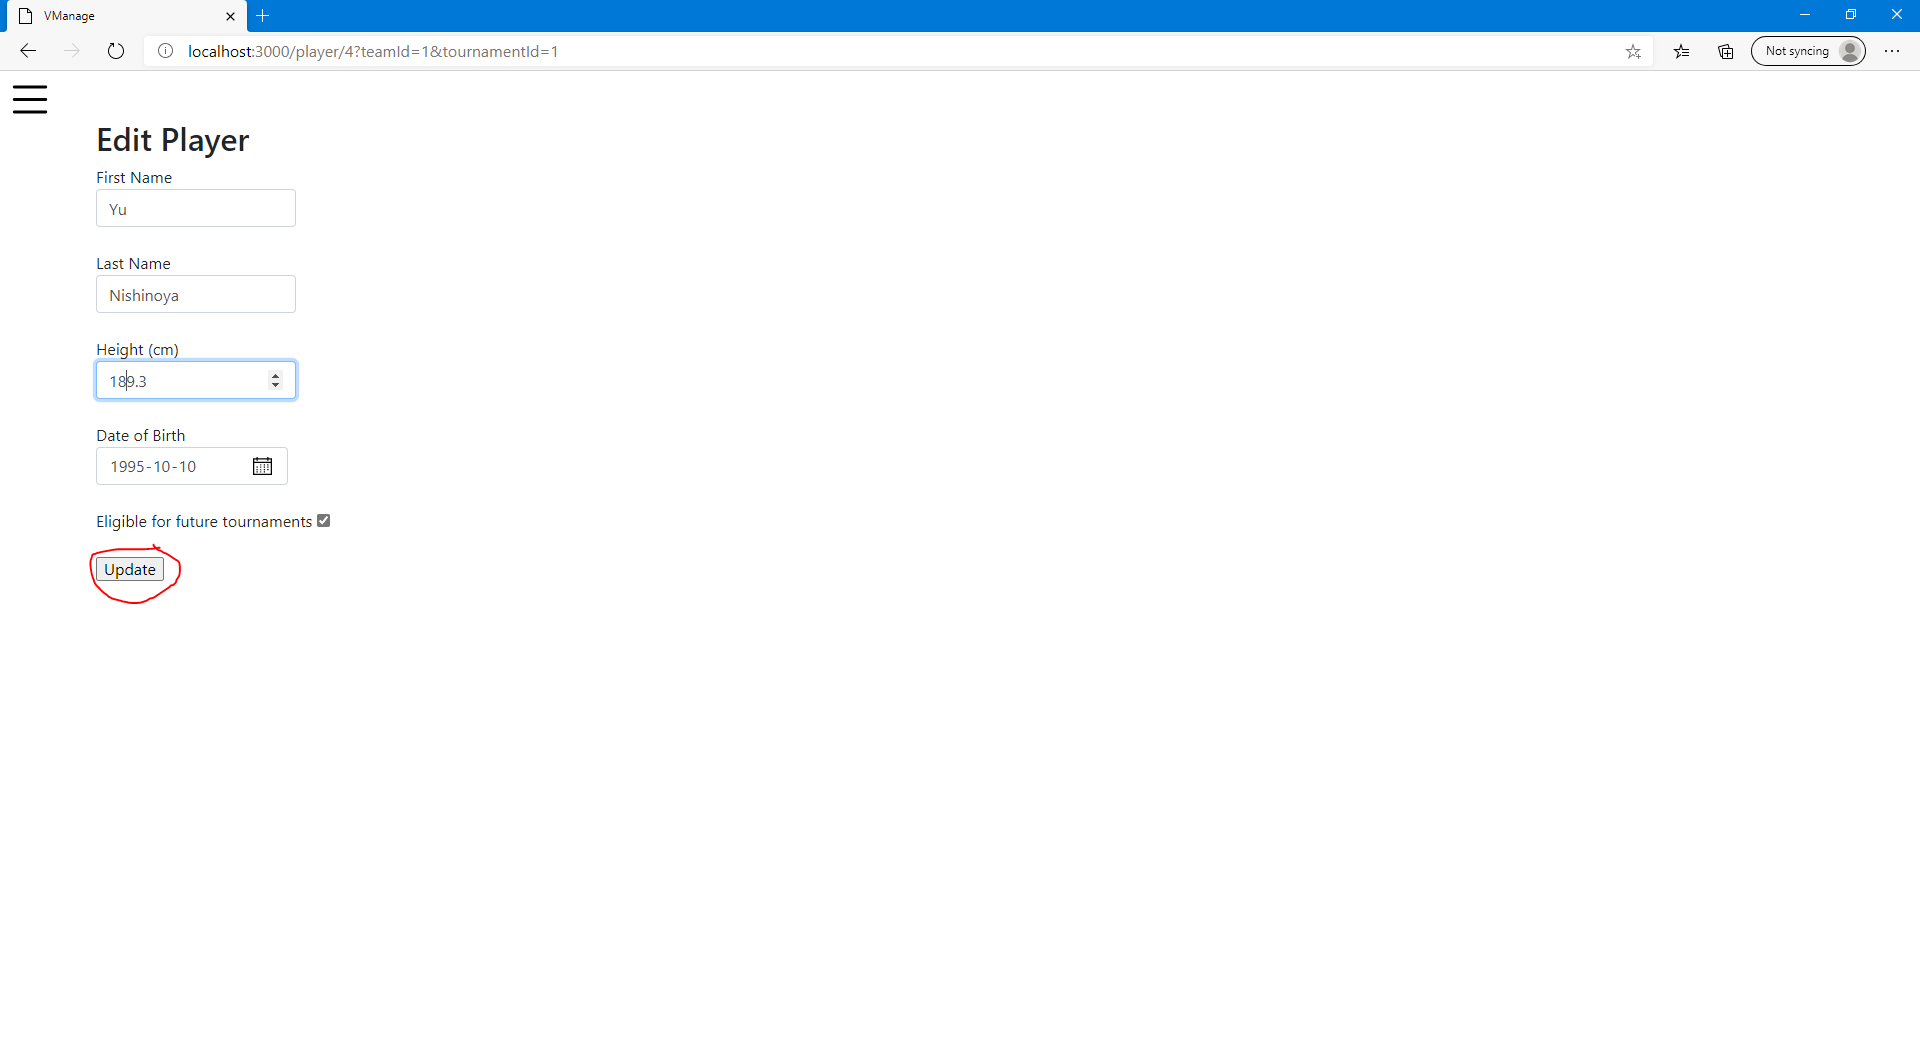 VManage
localhost:3000/player/4?teamId=1&tournamentId=1
Not syncing
Edit Player
First Name
Yu
Last Name
Nishinoya
Height (cm)
189.3
Date of Birth
1995-10-10
Eligible for future tournaments
Update